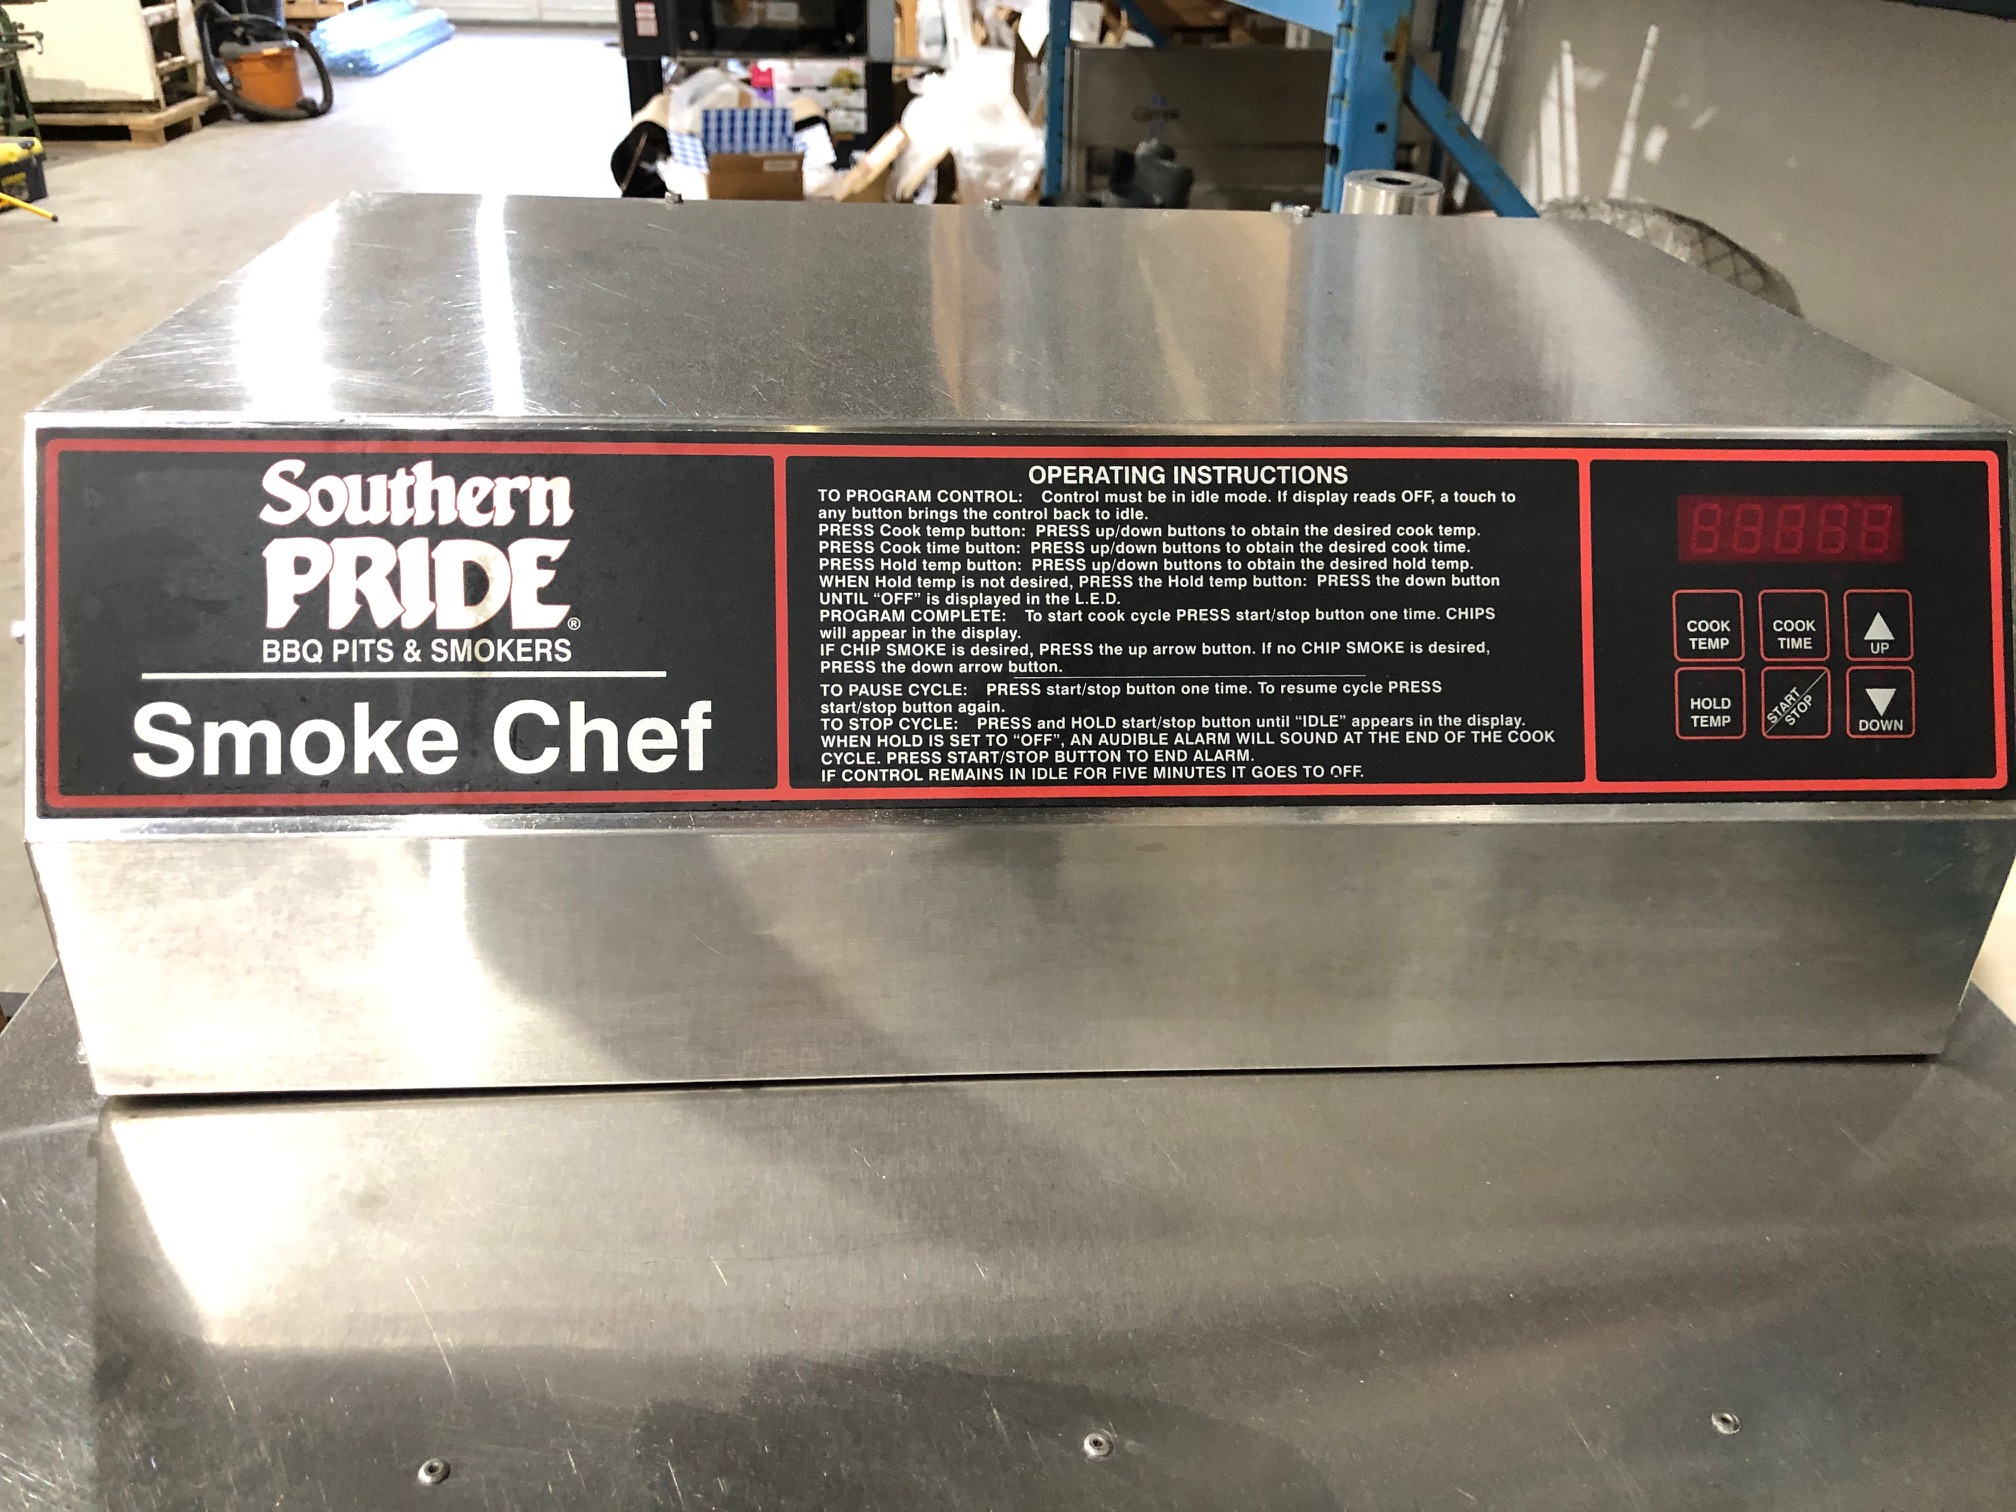 Southern
PRIDE®
BBQ PITS & SMOKERS
Smoke Chef
OPERATING INSTRUCTIONS
TO PROGRAM CONTROL: Control must be in idle mode. If display reads OFF, a touch to
any button brings the control back to idle.
PRESS Cook temp button: PRESS up/down buttons to obtain the desired cook temp.
PRESS Cook time button: PRESS up/down buttons to obtain the desired cook time.
PRESS Hold temp button: PRESS up/down buttons to obtain the desired hold temp.
WHEN Hold temp is not desired, PRESS the Hold temp button: PRESS the down button
UNTIL “OFF” is displayed in the L.E.D.
PROGRAM COMPLETE: To start cook cycle PRESS start/stop button one time. CHIPS
will appear in the display.
IF CHIP SMOKE is desired, PRESS the up arrow button. If no CHIP SMOKE is desired,
PRESS the down arrow button.
TO PAUSE CYCLE: PRESS start/stop button one time. To resume cycle PRESS
start/stop button again.
TO STOP CYCLE: PRESS and HOLD start/stop button until “IDLE” appears in the display.
WHEN HOLD IS SET TO “OFF”, AN AUDIBLE ALARM WILL SOUND AT THE END OF THE COOK
CYCLE. PRESS START/STOP BUTTON TO END ALARM.
IF CONTROL REMAINS IN IDLE FOR FIVE MINUTES IT GOES TO OFF.
COOK
TEMP
COOK
TIME
UP
HOLD
TEMP
START
STOP
DOWN